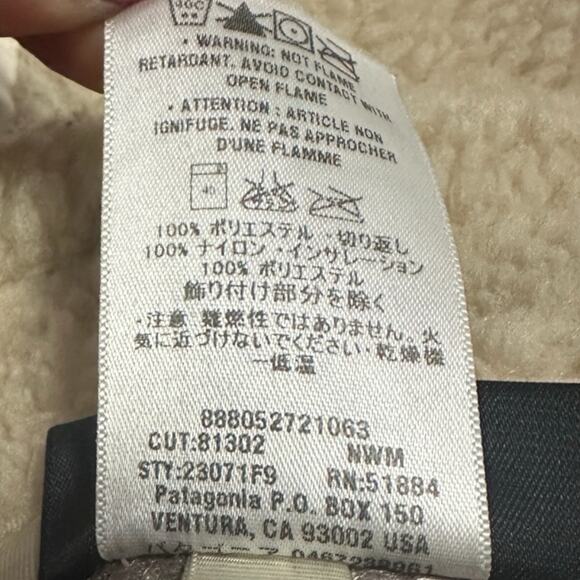 • WARNING: NOT FLAME
RETARDANT. AVOID CONTACT WITH
OPEN FLAME
• ATTENTION : ARTICLE NON
IGNIFUGE. NE PAS APPROCHER
D'UNE FLAMME
40
100% ポリエステル・切り返し
100% ナイロン・インサレーション
100% ポリエステル
飾り付け部分を除く
・注意 難燃性ではありません。火
気に近づけないでください・乾燥機
一低温
888052721063
CUT:81302 NWM
STY:23071F9 RN:51884
Patagonia P.O. BOX 150
VENTURA, CA 93002 USA